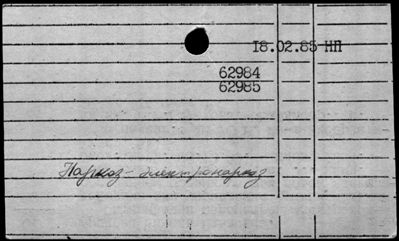 18.02.85 НП
62984
62985
Наркоз - электронаркоз